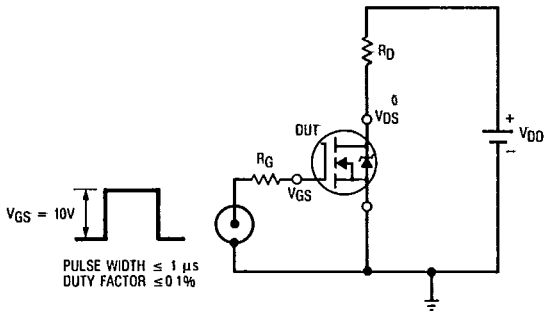 RD
VDS
DUT
+
VDD
−
RG
VGS
VGS = 10V
PULSE WIDTH ≤ 1 μs
DUTY FACTOR ≤ 0 1%